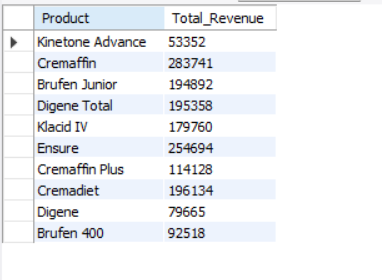 Product Total_Revenue
Kinetone Advance 53352
Cremaffin 283741
Brufen Junior 194892
Digene Total 195358
Klacid IV 179760
Ensure 254694
Cremaffin Plus 114128
Cremadiet 196134
Digene 79665
Brufen 400 92518